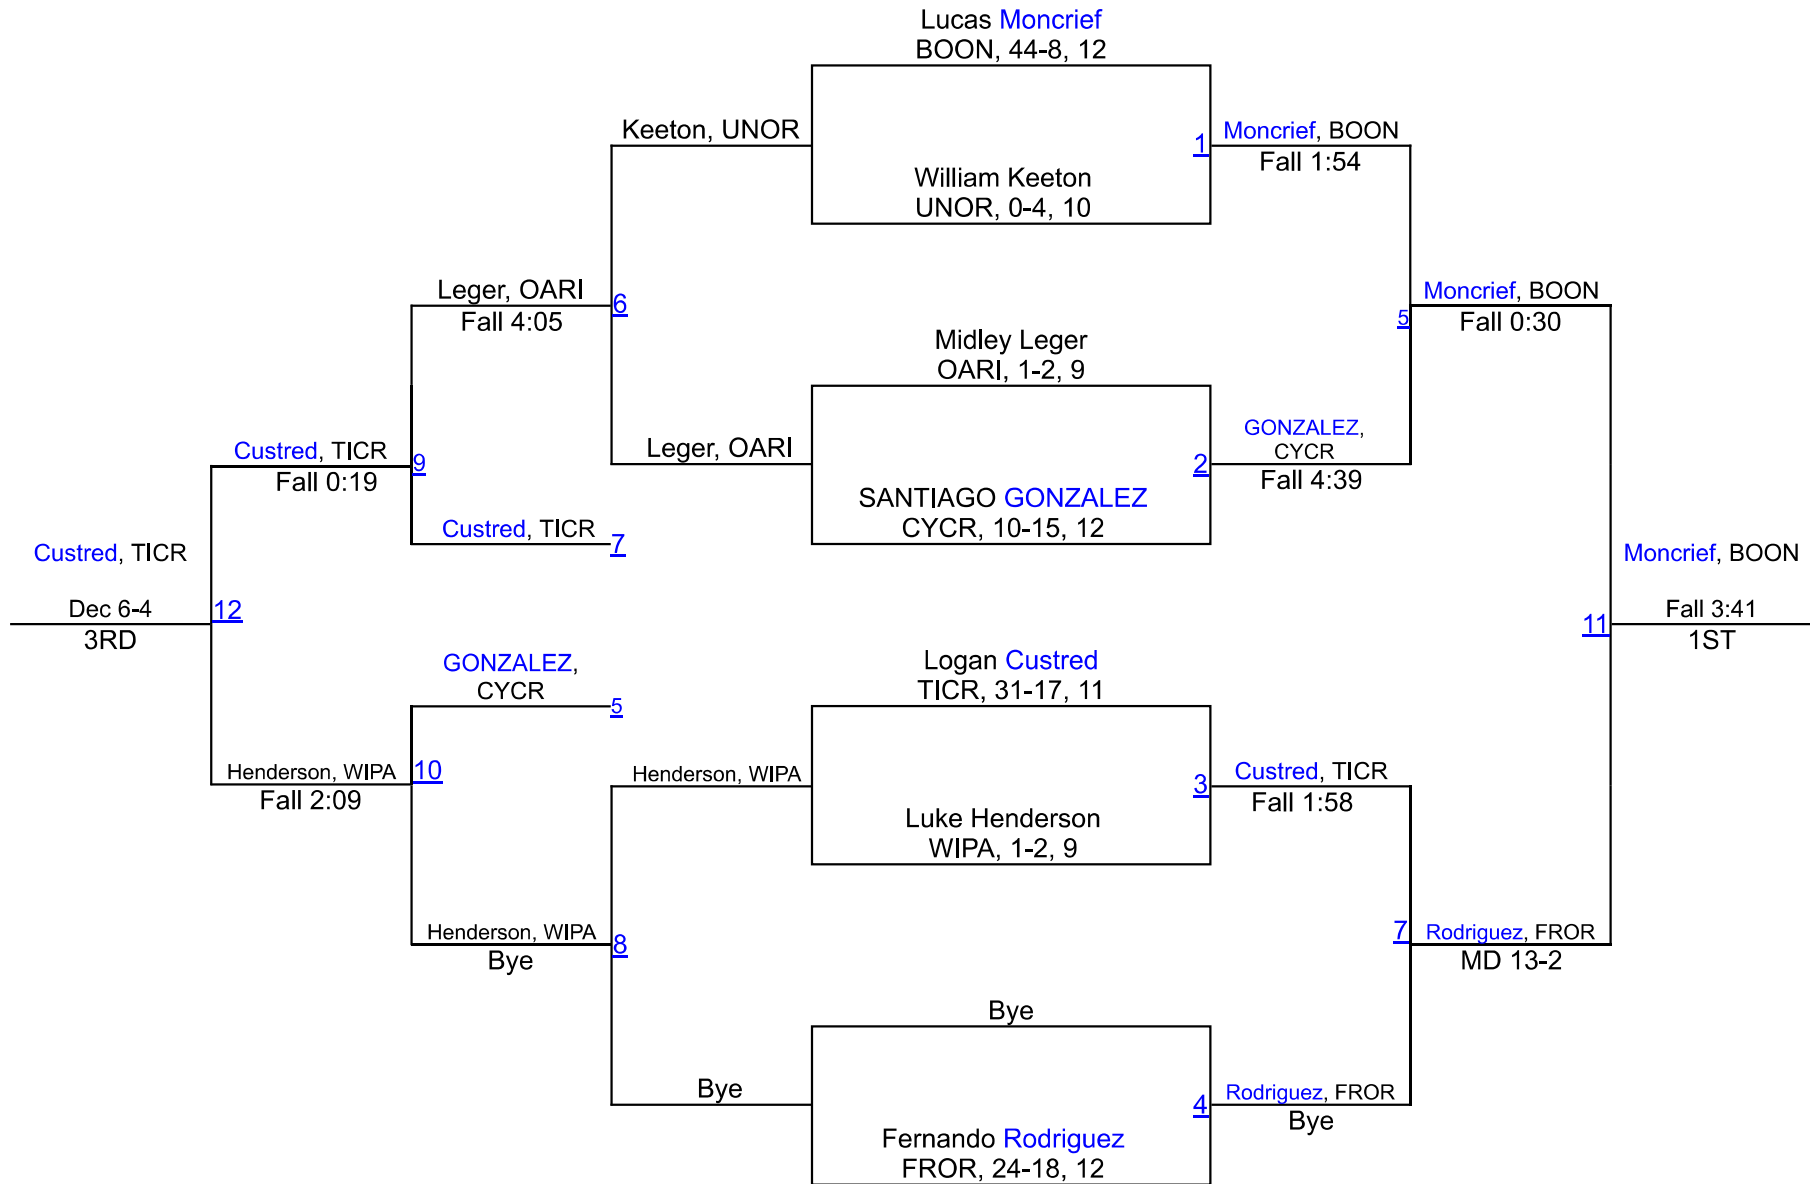 Lucas Moncrief
BOON, 44-8, 12
Keeton, UNOR
1
Moncrief, BOON
Fall 1:54
William Keeton
UNOR, 0-4, 10
Leger, OARI
Fall 4:05
6
5
Moncrief, BOON
Fall 0:30
Midley Leger
OARI, 1-2, 9
Custred, TICR
Fall 0:19
9
Leger, OARI
2
GONZALEZ,
CYCR
Fall 4:39
SANTIAGO GONZALEZ
CYCR, 10-15, 12
Custred, TICR
7
Custred, TICR
Dec 6-4
3RD
12
Moncrief, BOON
Fall 3:41
1ST
11
GONZALEZ,
CYCR
5
Logan Custred
TICR, 31-17, 11
Henderson, WIPA
Fall 2:09
10
Henderson, WIPA
3
Custred, TICR
Fall 1:58
Luke Henderson
WIPA, 1-2, 9
Henderson, WIPA
Bye
8
7
Rodriguez, FROR
MD 13-2
Bye
Bye
4
Rodriguez, FROR
Bye
Fernando Rodriguez
FROR, 24-18, 12